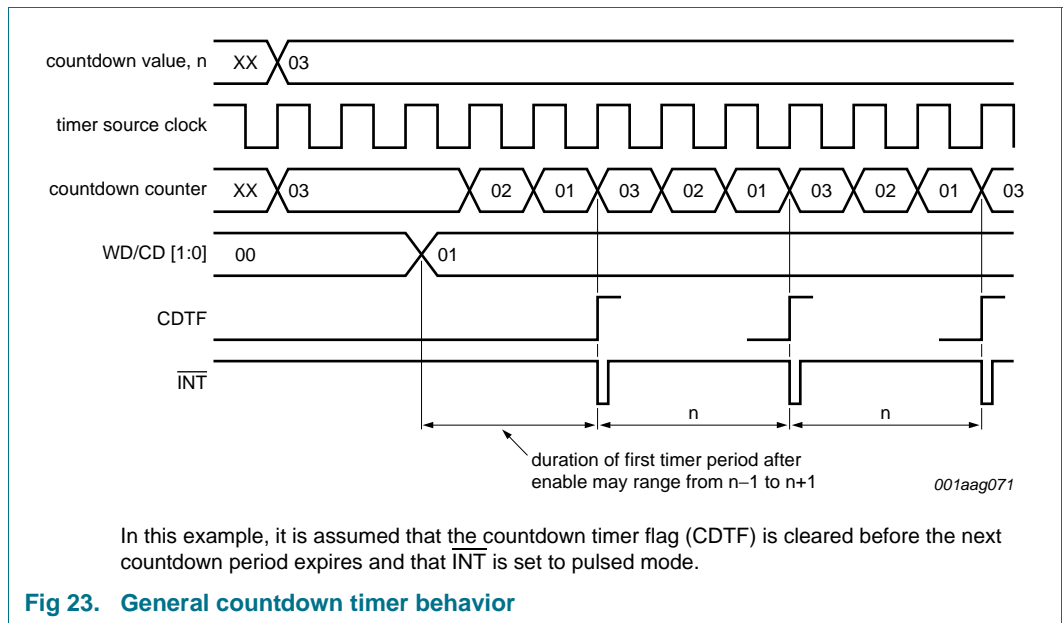 countdown value, n XX 03
timer source clock
countdown counter XX 03 02 01 03 02 01 03 02 01 03
WD/CD [1:0] 00 01
CDTF
INT
n n
duration of first timer period after
enable may range from n−1 to n+1
001aag071
In this example, it is assumed that the countdown timer flag (CDTF) is cleared before the next
countdown period expires and that INT is set to pulsed mode.
Fig 23. General countdown timer behavior